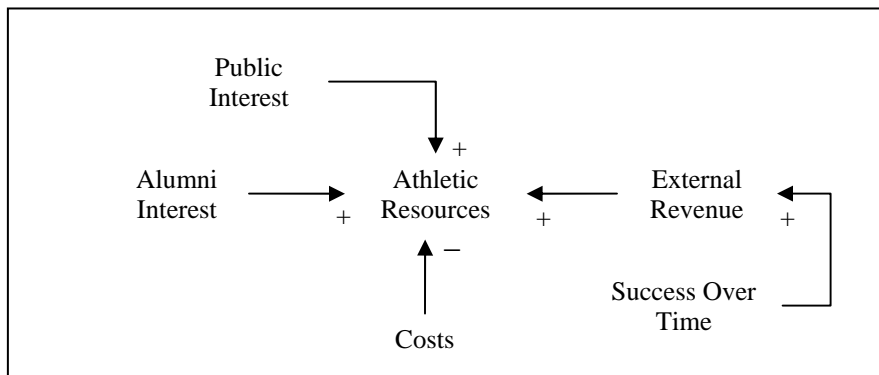 Public
Interest
+
Alumni
Interest
+
Athletic
Resources
+
External
Revenue
+
−
Success Over
Time
Costs